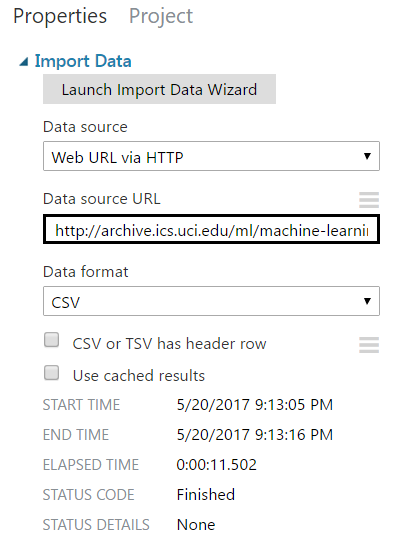 Properties Project
Import Data
Launch Import Data Wizard
Data source
Web URL via HTTP
Data source URL
http://archive.ics.uci.edu/ml/machine-learnin
Data format
CSV
CSV or TSV has header row
Use cached results
START TIME 5/20/2017 9:13:05 PM
END TIME 5/20/2017 9:13:16 PM
ELAPSED TIME 0:00:11.502
STATUS CODE Finished
STATUS DETAILS None